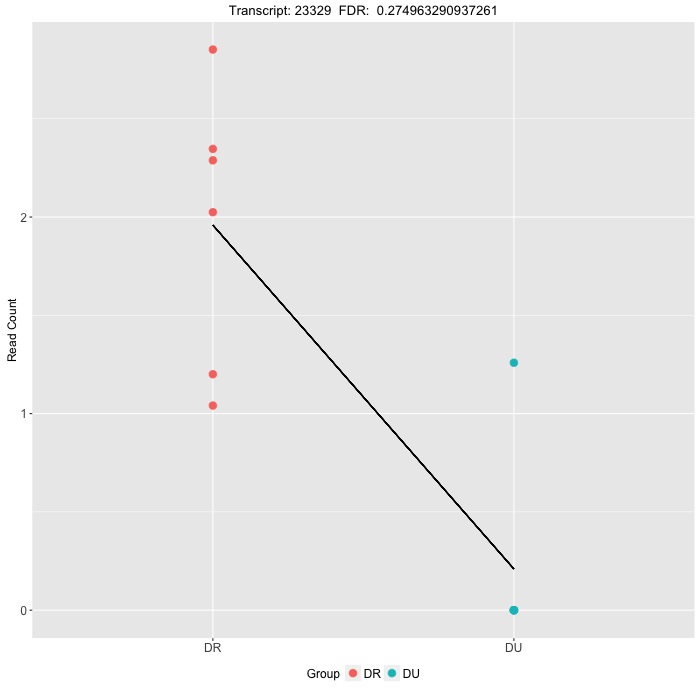 Transcript: 23329 FDR: 0.274963290937261
Read Count
2
1
0
DR DU
Group DR DU